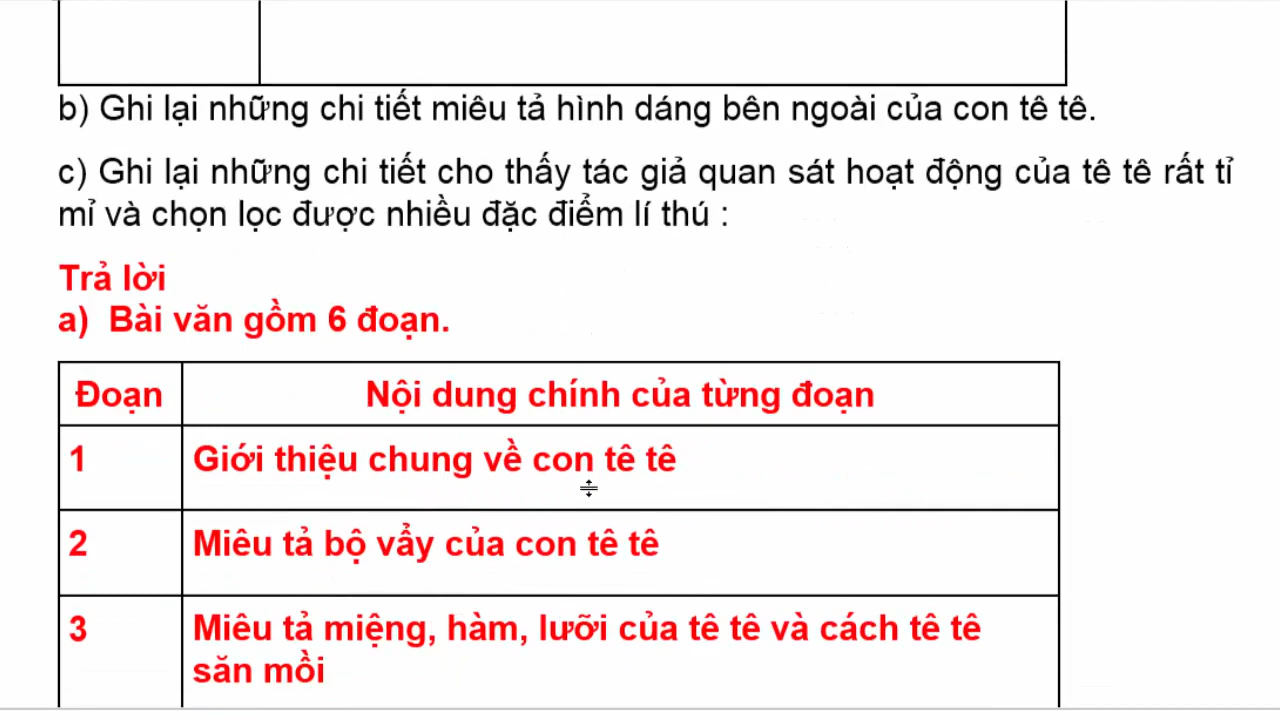 b) Ghi lại những chi tiết miêu tả hình dáng bên ngoài của con tê tê.
c) Ghi lại những chi tiết cho thấy tác giả quan sát hoạt động của tê tê rất tỉ
mỉ và chọn lọc được nhiều đặc điểm lí thú :
Trả lời
a) Bài văn gồm 6 đoạn.
Đoạn Nội dung chính của từng đoạn
1 Giới thiệu chung về con tê tê
2 Miêu tả bộ vẩy của con tê tê
3 Miêu tả miệng, hàm, lưỡi của tê tê và cách tê tê
săn mồi